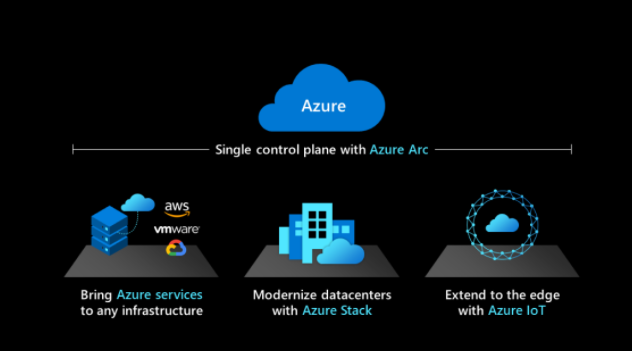 Azure
Single control plane with Azure Arc
aws
vmware
Bring Azure services
to any infrastructure
Modernize datacenters
with Azure Stack
Extend to the edge
with Azure IoT